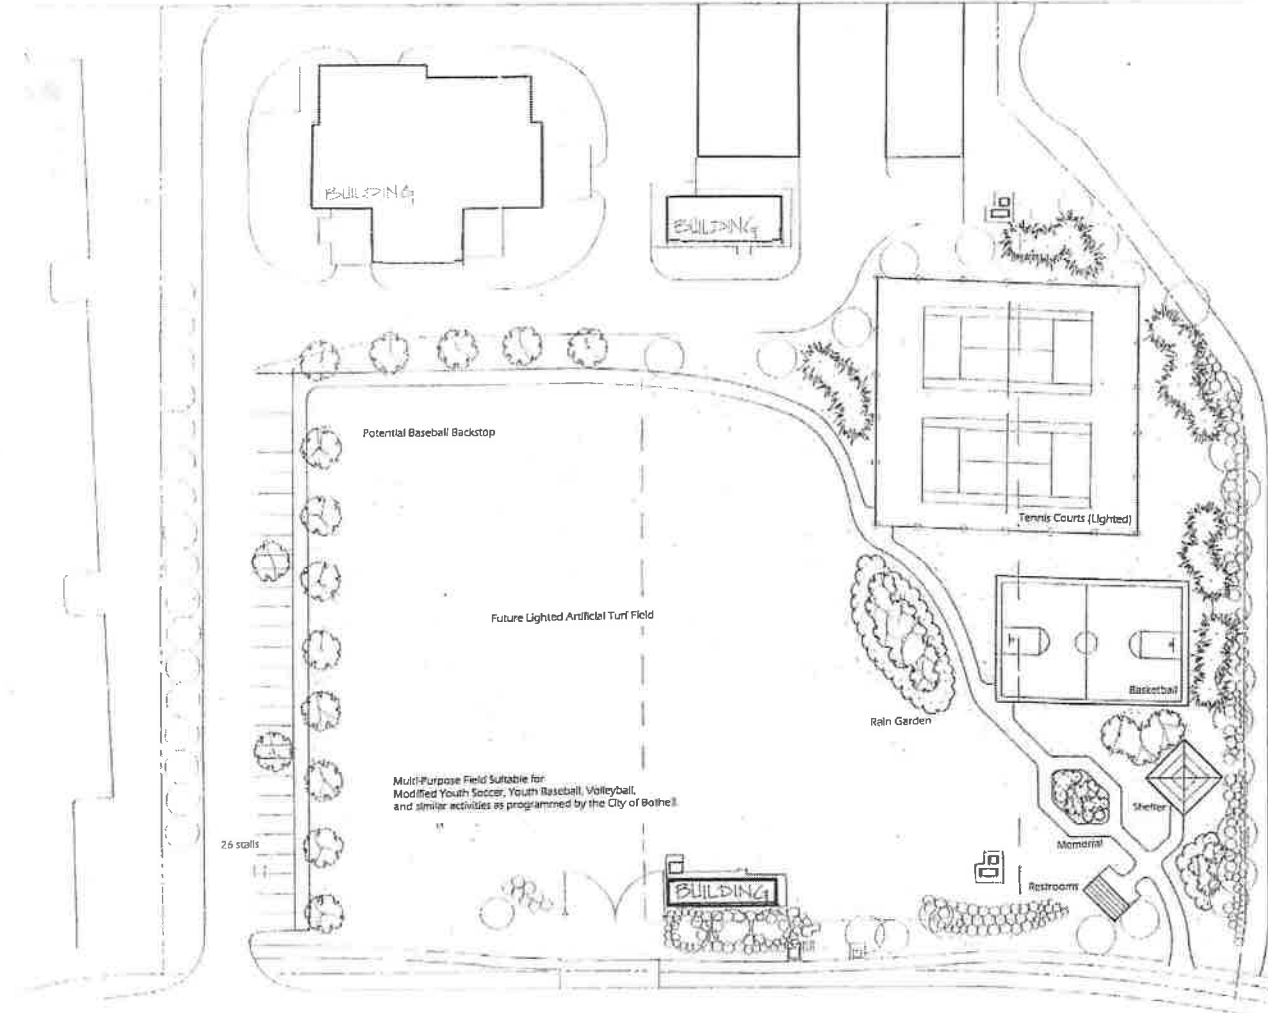 BUILDING
BUILDING
Potential Baseball Backstop
Tennis Courts (Lighted)
Future Lighted Artificial Turf Field
Basketball
Rain Garden
Multi-Purpose Field Suitable for
Modified Youth Soccer, Youth Baseball, Volleyball,
and similar activities as programmed by the City of Bothell
Shelter
26 stalls
Memorial
Restrooms
BUILDING